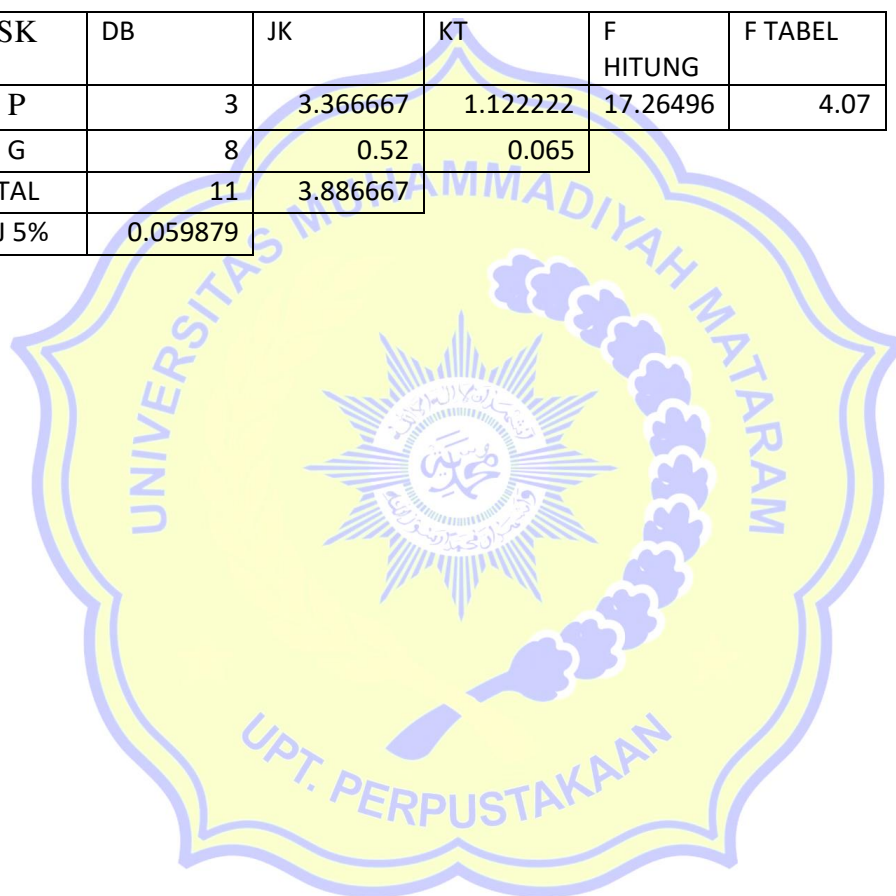 SK DB JK KT F HITUNG F TABEL
P 3 3.366667 1.122222 17.26496 4.07
G 8 0.52 0.065
TAL 11 3.886667
J 5% 0.059879
UNIVERSITAS MUHAMMADIYAH MATARAM
UPT. PERPUSTAKAAN